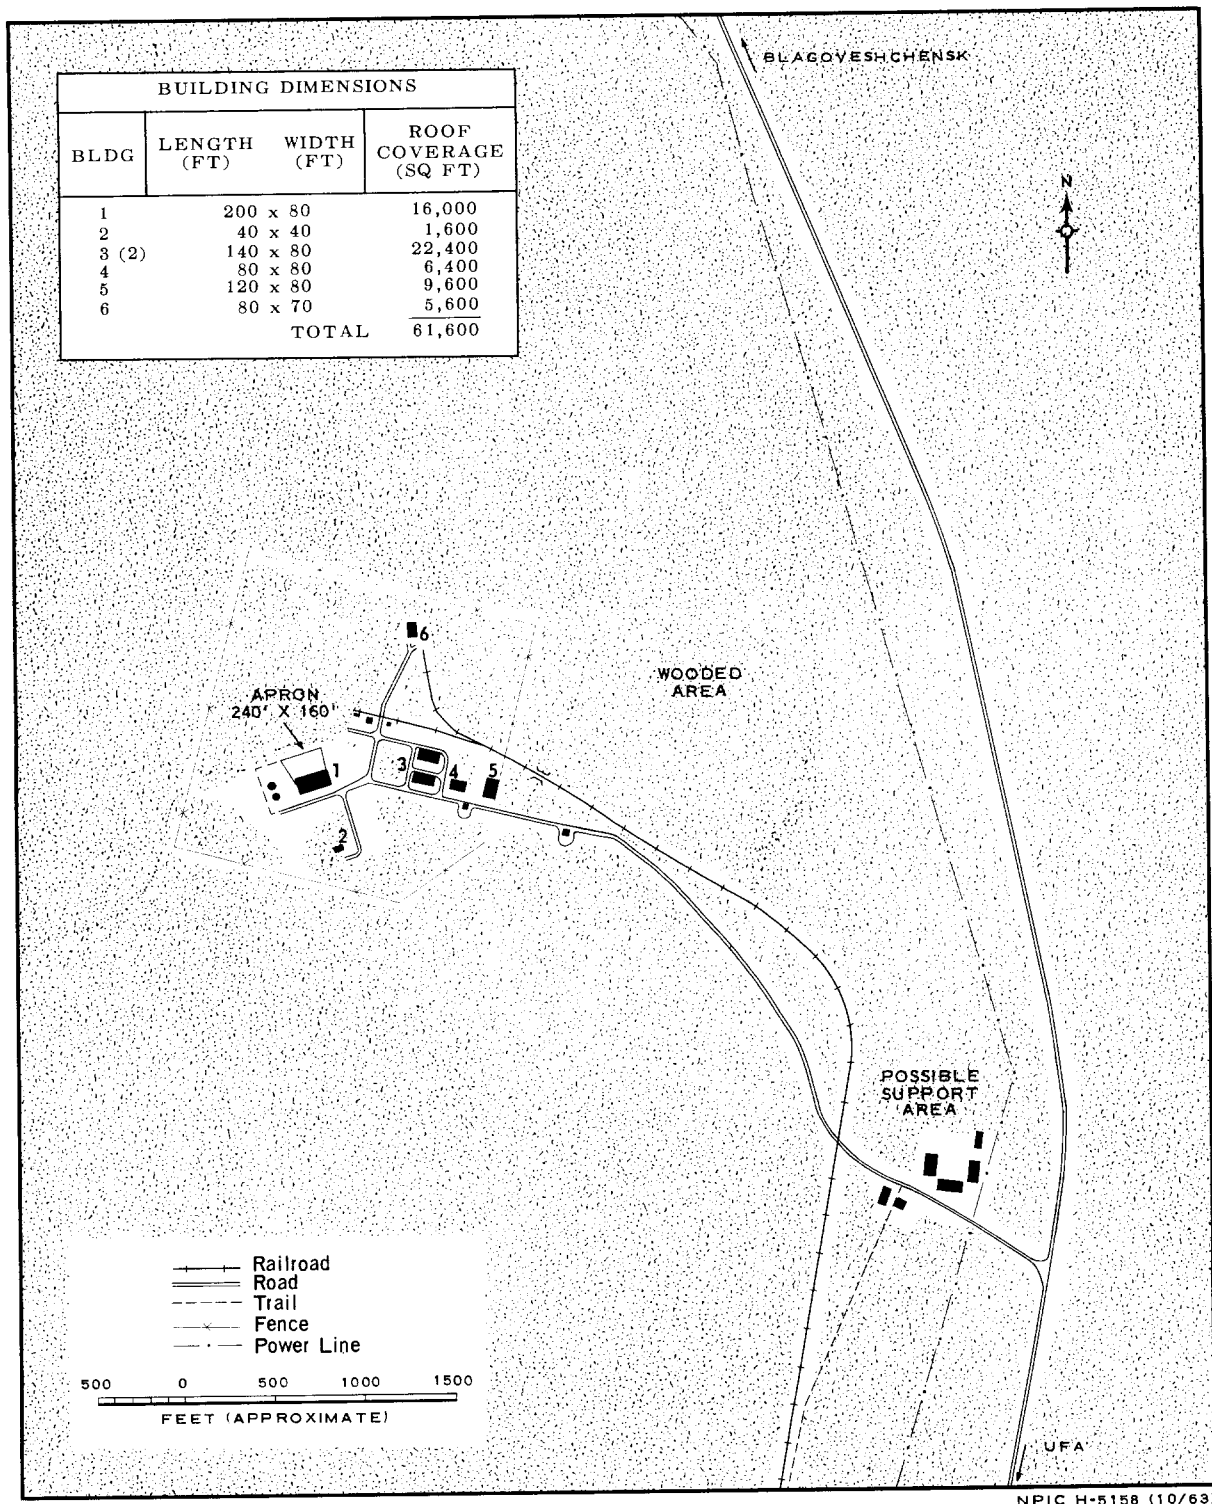 BLAGOVESHCHENSK
BUILDING DIMENSIONS
BLDG LENGTH (FT) WIDTH (FT) ROOF COVERAGE (SQ FT)
1 200 x 80 16,000
2 40 x 40 1,600
3 (2) 140 x 80 22,400
4 80 x 80 6,400
5 120 x 80 9,600
6 80 x 70 5,600
TOTAL 61,600
N
6
WOODED
AREA
APRON
240' X 160'
1
3
4
5
2
POSSIBLE
SUPPORT
AREA
Railroad
Road
Trail
Fence
Power Line
500 0 500 1000 1500
FEET (APPROXIMATE)
UFA
NPIC H-5158 (10/63)